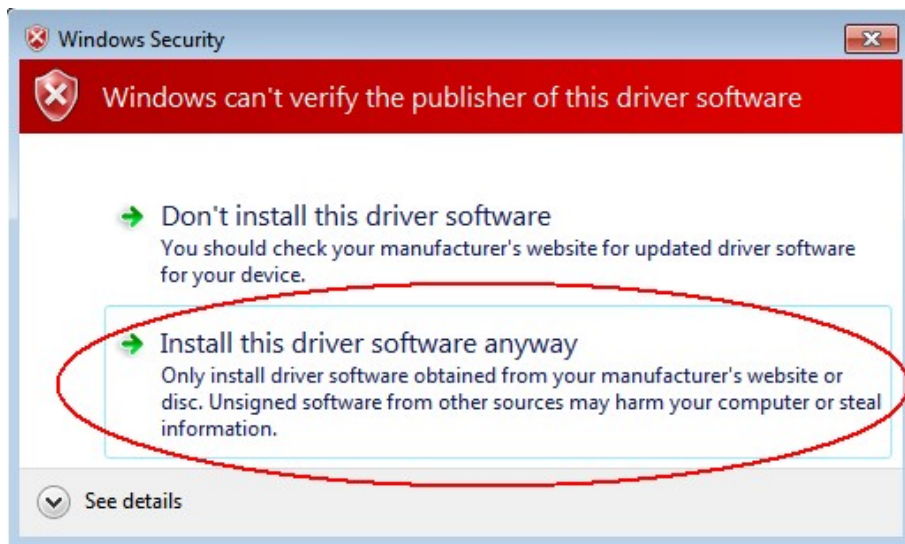 Windows Security
Windows can't verify the publisher of this driver software
Don't install this driver software
You should check your manufacturer's website for updated driver software
for your device.
Install this driver software anyway
Only install driver software obtained from your manufacturer's website or
disc. Unsigned software from other sources may harm your computer or steal
information.
See details